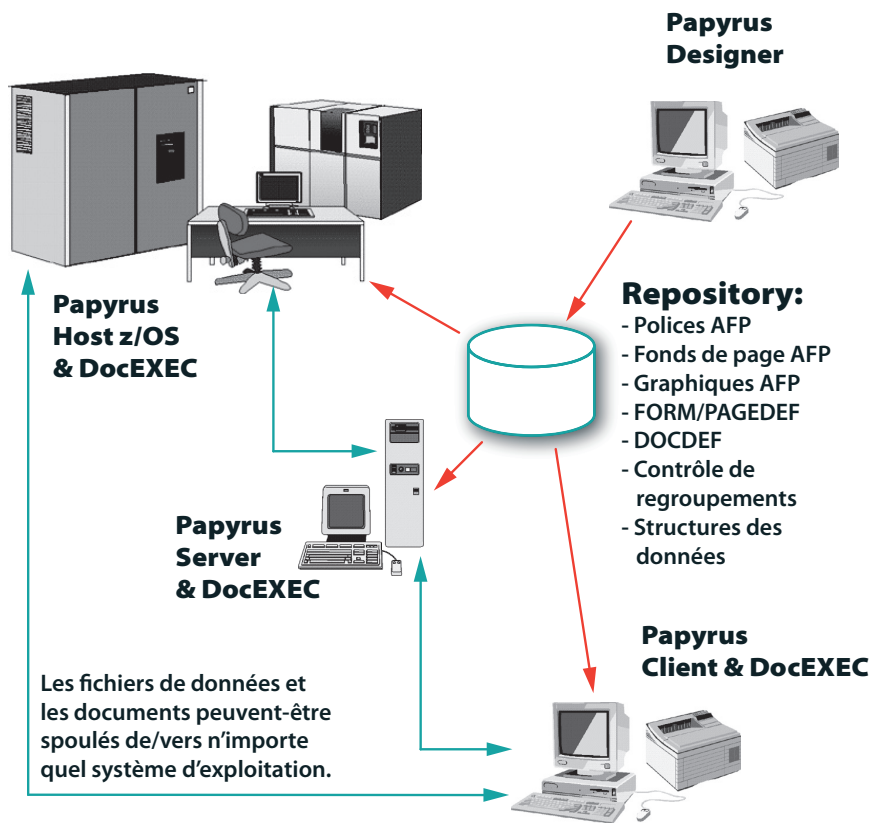 Papyrus
Designer
Papyrus
Host z/OS
& DocEXEC
Repository:
- Polices AFP
- Fonds de page AFP
- Graphiques AFP
- FORM/PAGEDEF
- DOCDEF
- Contrôle de
regroupements
- Structures des
données
Papyrus
Server
& DocEXEC
Papyrus
Client & DocEXEC
Les fichiers de données et
les documents peuvent-être
spoulés de/vers n'importe
quel système d'exploitation.